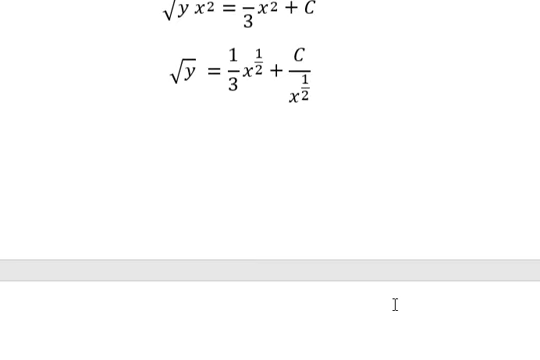 √y x2 = 3 x2 + C
√y = 1/3 x^(1/2) + C/x^(1/2)